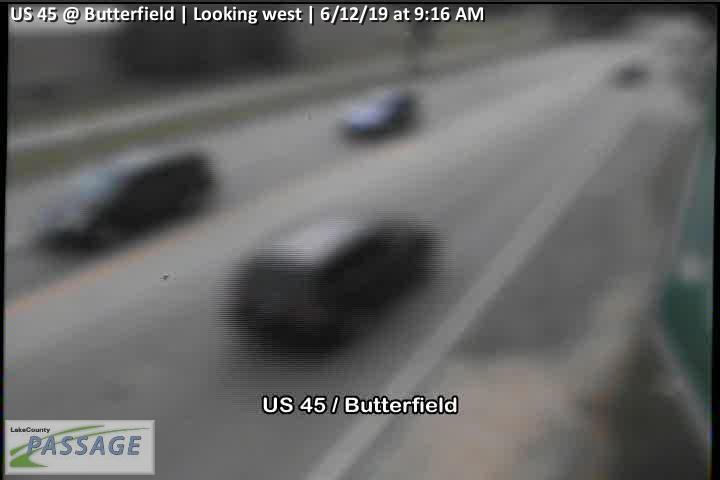 US 45 @ Butterfield | Looking west | 6/12/19 at 9:16 AM
US 45 / Butterfield
LakeCounty
PASSAGE